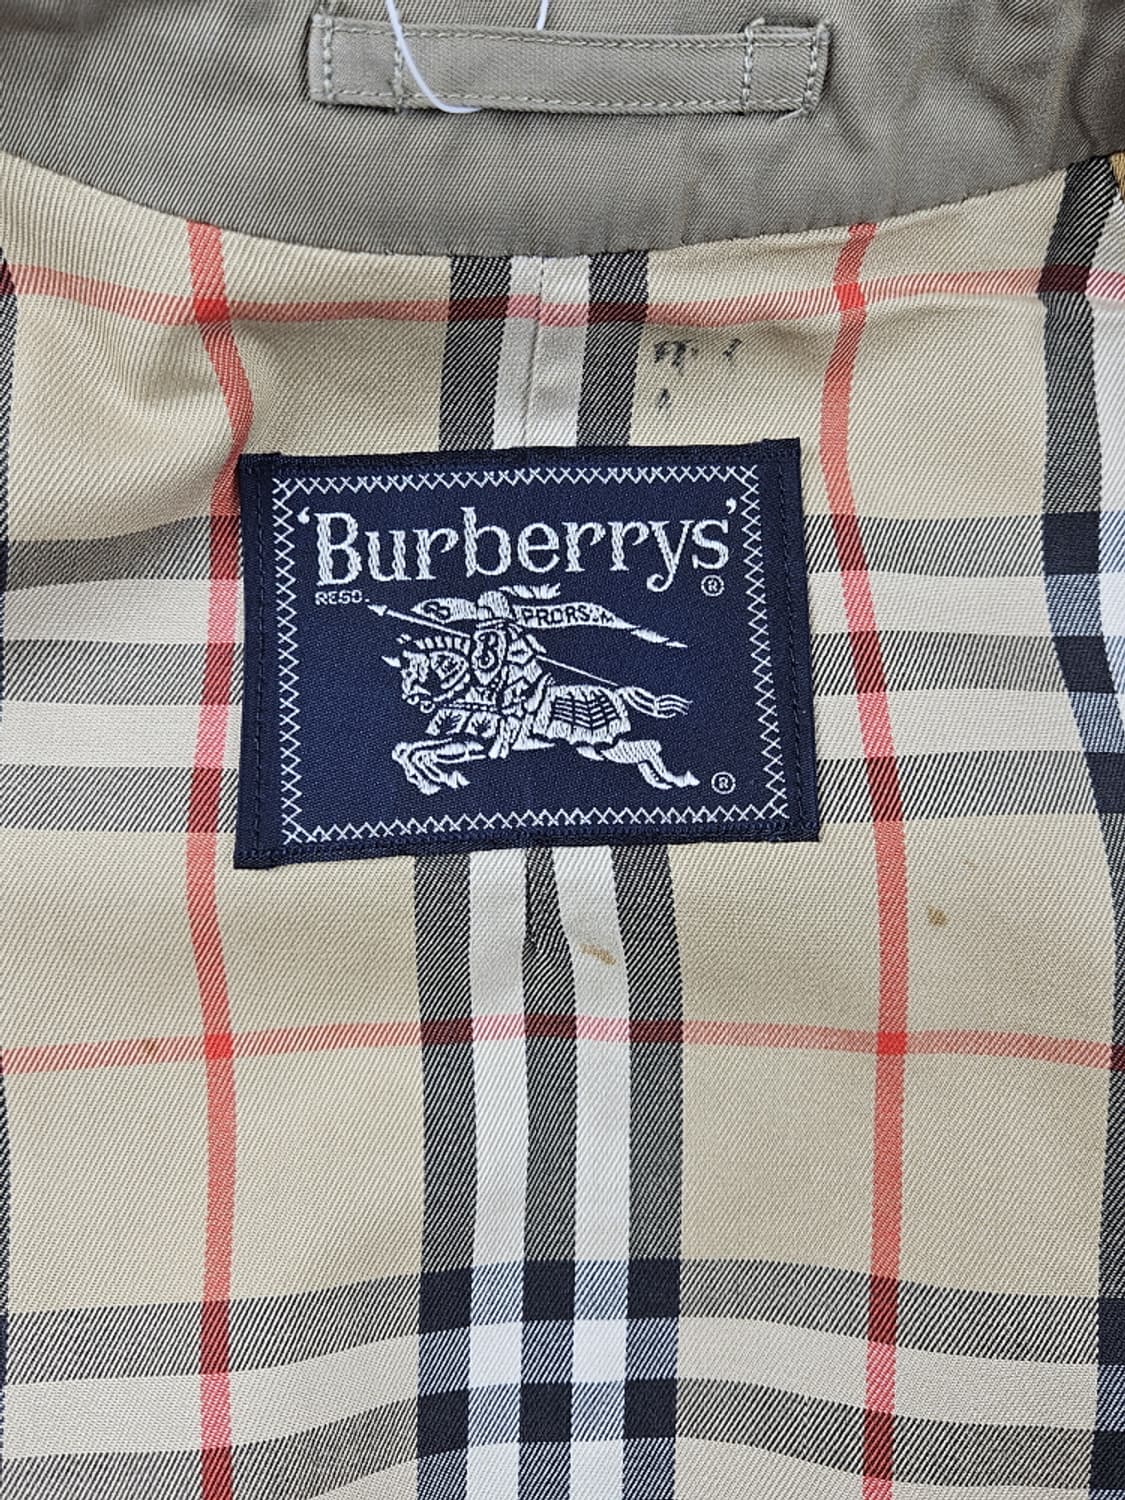 'Burberrys'
®
REGD.
PRORSUM
®